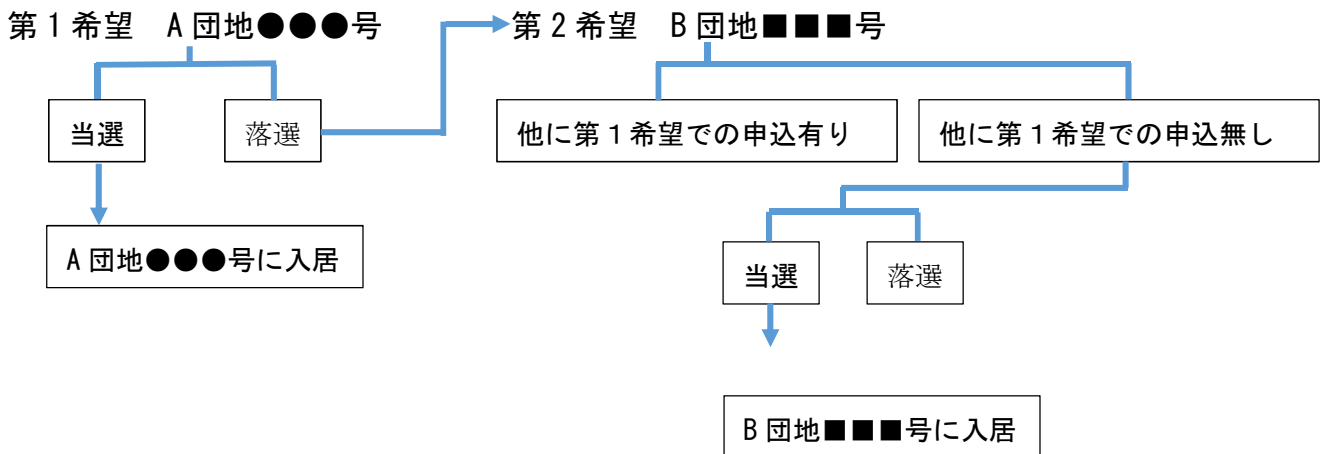 第１希望　A団地●●●号
第２希望　B団地■■■号
当選
落選
他に第１希望での申込有り
他に第１希望での申込無し
A団地●●●号に入居
当選
落選
B団地■■■号に入居